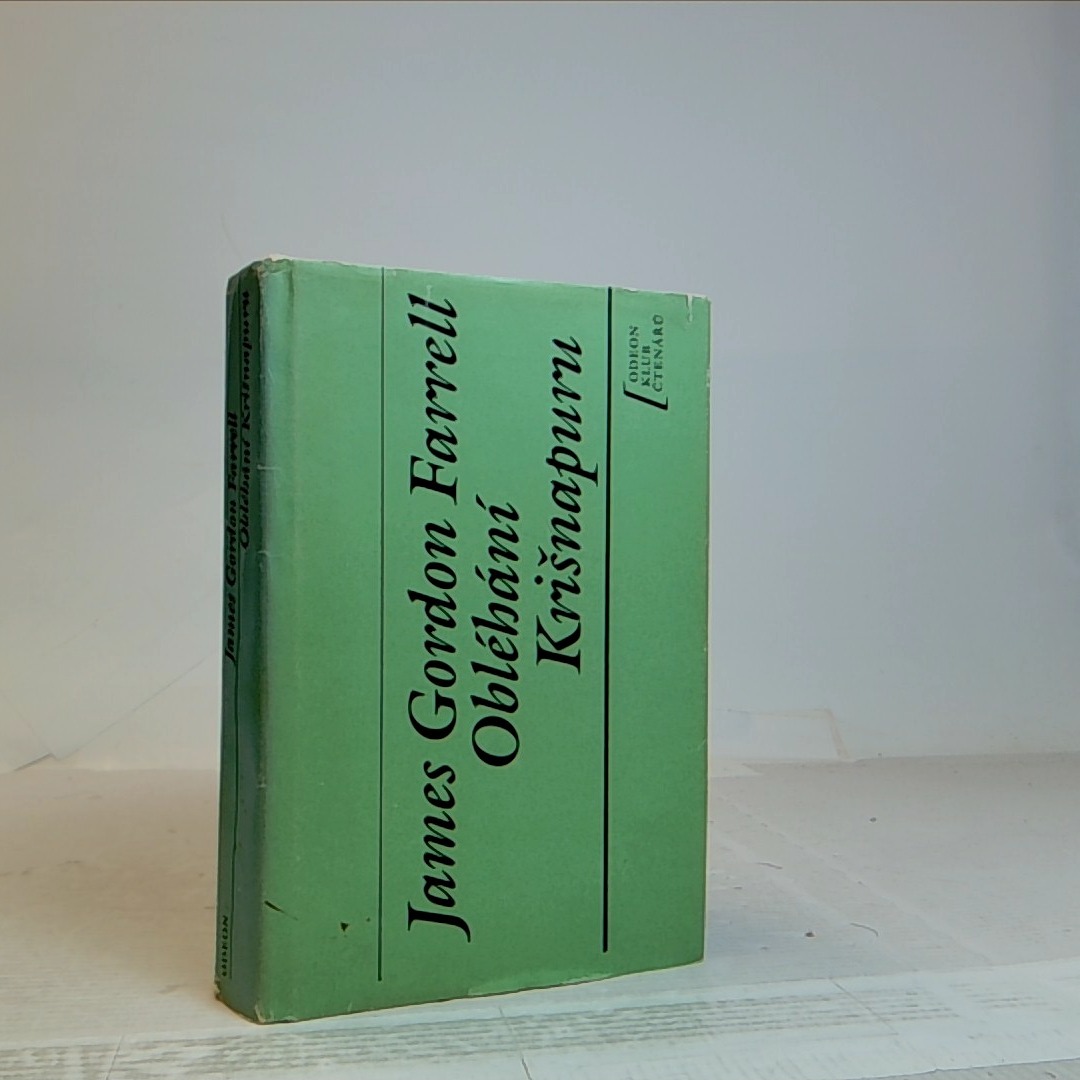 James Gordon Farrell
Obléhání
Krišnapuru
ODEON
KLUB
ČTENÁŘŮ
James Gordon Farrell
Obléhání Krišnapuru
ODEON